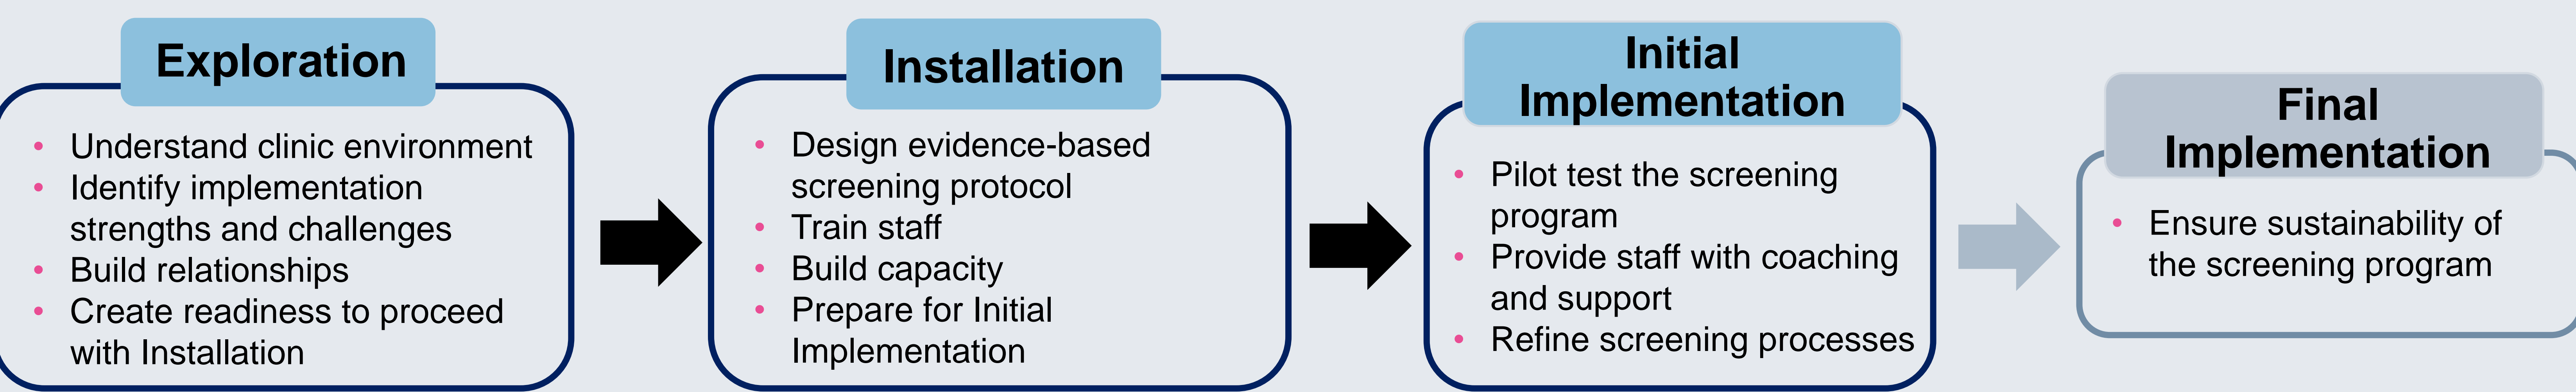 Exploration
• Understand clinic environment
• Identify implementation
strengths and challenges
• Build relationships
• Create readiness to proceed
with Installation
Installation
• Design evidence-based
screening protocol
• Train staff
• Build capacity
• Prepare for Initial
Implementation
Initial
Implementation
• Pilot test the screening
program
• Provide staff with coaching
and support
• Refine screening processes
Final
Implementation
• Ensure sustainability of
the screening program